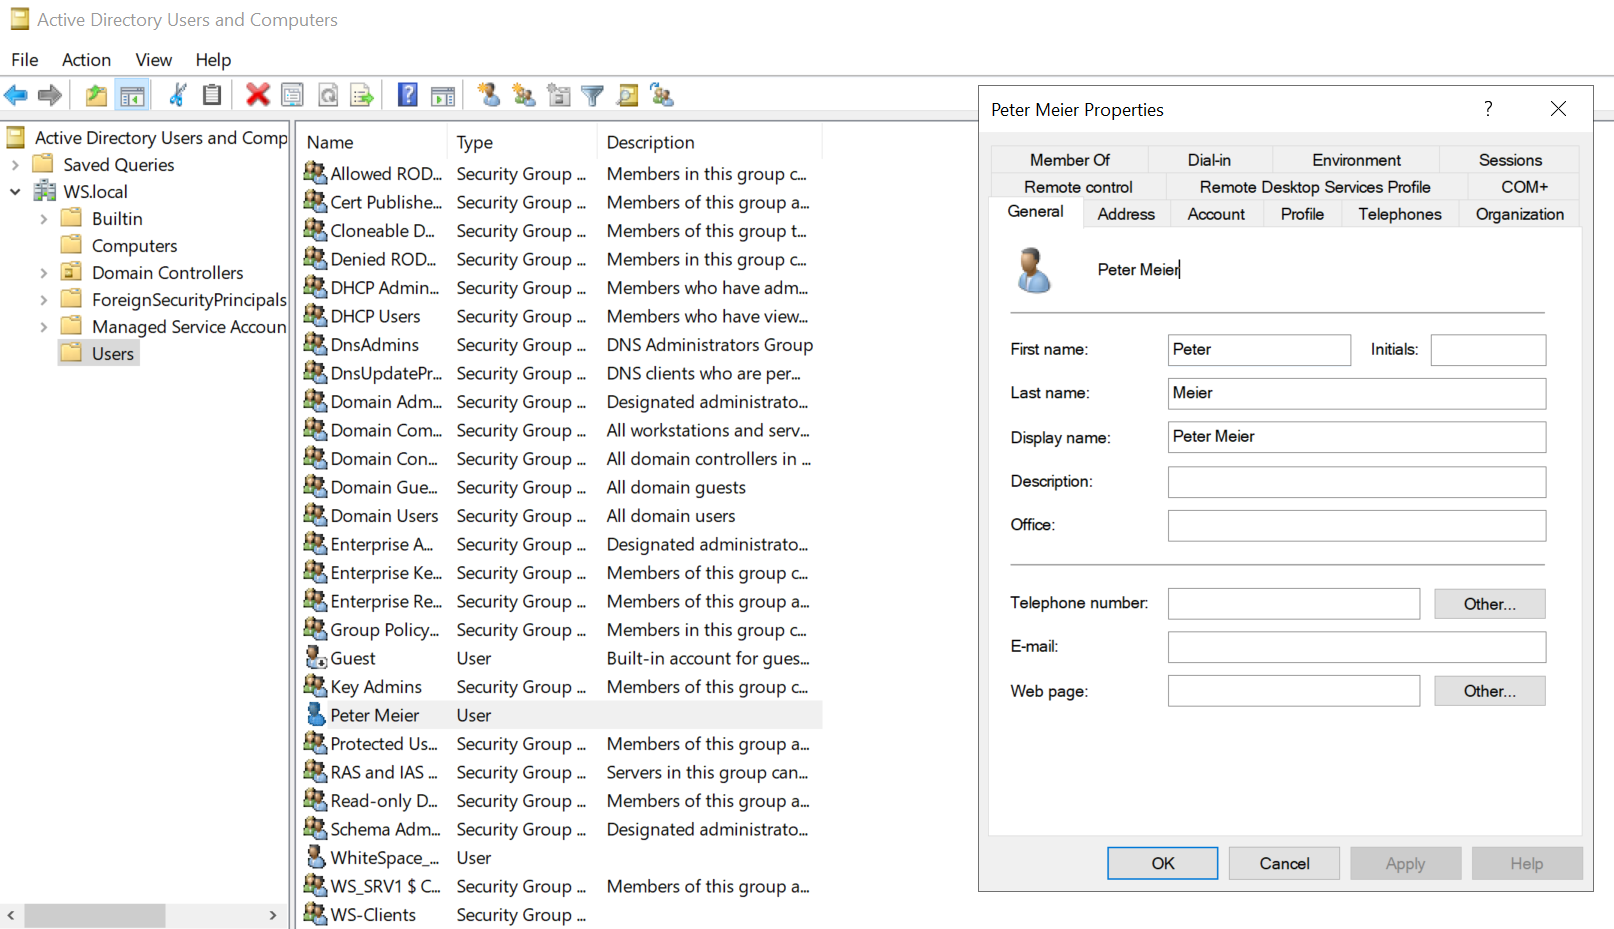 Active Directory Users and Computers
File Action View Help
Active Directory Users and Comp
Saved Queries
WS.local
Builtin
Computers
Domain Controllers
ForeignSecurityPrincipals
Managed Service Accoun
Users
Name Type Description
Allowed ROD... Security Group ... Members in this group c...
Cert Publishe... Security Group ... Members of this group a...
Cloneable D... Security Group ... Members of this group t...
Denied ROD... Security Group ... Members in this group c...
DHCP Admin... Security Group ... Members who have adm...
DHCP Users Security Group ... Members who have view...
DnsAdmins Security Group ... DNS Administrators Group
DnsUpdatePr... Security Group ... DNS clients who are per...
Domain Adm... Security Group ... Designated administrato...
Domain Com... Security Group ... All workstations and serv...
Domain Con... Security Group ... All domain controllers in ...
Domain Gue... Security Group ... All domain guests
Domain Users Security Group ... All domain users
Enterprise A... Security Group ... Designated administrato...
Enterprise Ke... Security Group ... Members of this group c...
Enterprise Re... Security Group ... Members of this group a...
Group Policy... Security Group ... Members in this group c...
Guest User Built-in account for gues...
Key Admins Security Group ... Members of this group c...
Peter Meier User
Protected Us... Security Group ... Members of this group a...
RAS and IAS ... Security Group ... Servers in this group can...
Read-only D... Security Group ... Members of this group a...
Schema Adm... Security Group ... Designated administrato...
WhiteSpace_... User
WS_SRV1 $ C... Security Group ... Members of this group a...
WS-Clients Security Group ...
Peter Meier Properties ?
Member Of Dial-in Environment Sessions
Remote control Remote Desktop Services Profile COM+
General Address Account Profile Telephones Organization
Peter Meier
First name: Peter Initials:
Last name: Meier
Display name: Peter Meier
Description:
Office:
Telephone number: Other...
E-mail:
Web page: Other...
OK Cancel Apply Help